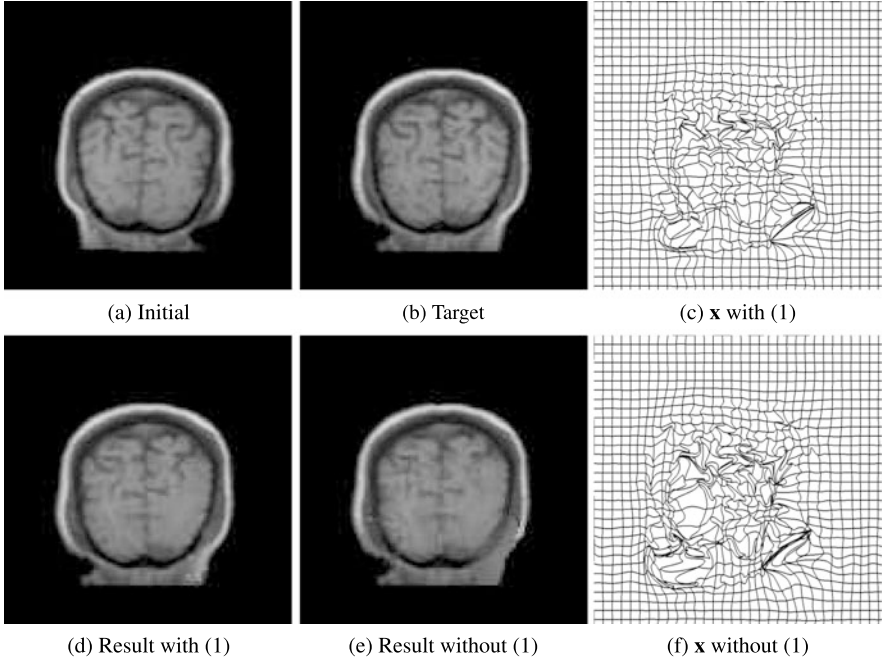 (a) Initial
(b) Target
(c) x with (1)
(d) Result with (1)
(e) Result without (1)
(f) x without (1)